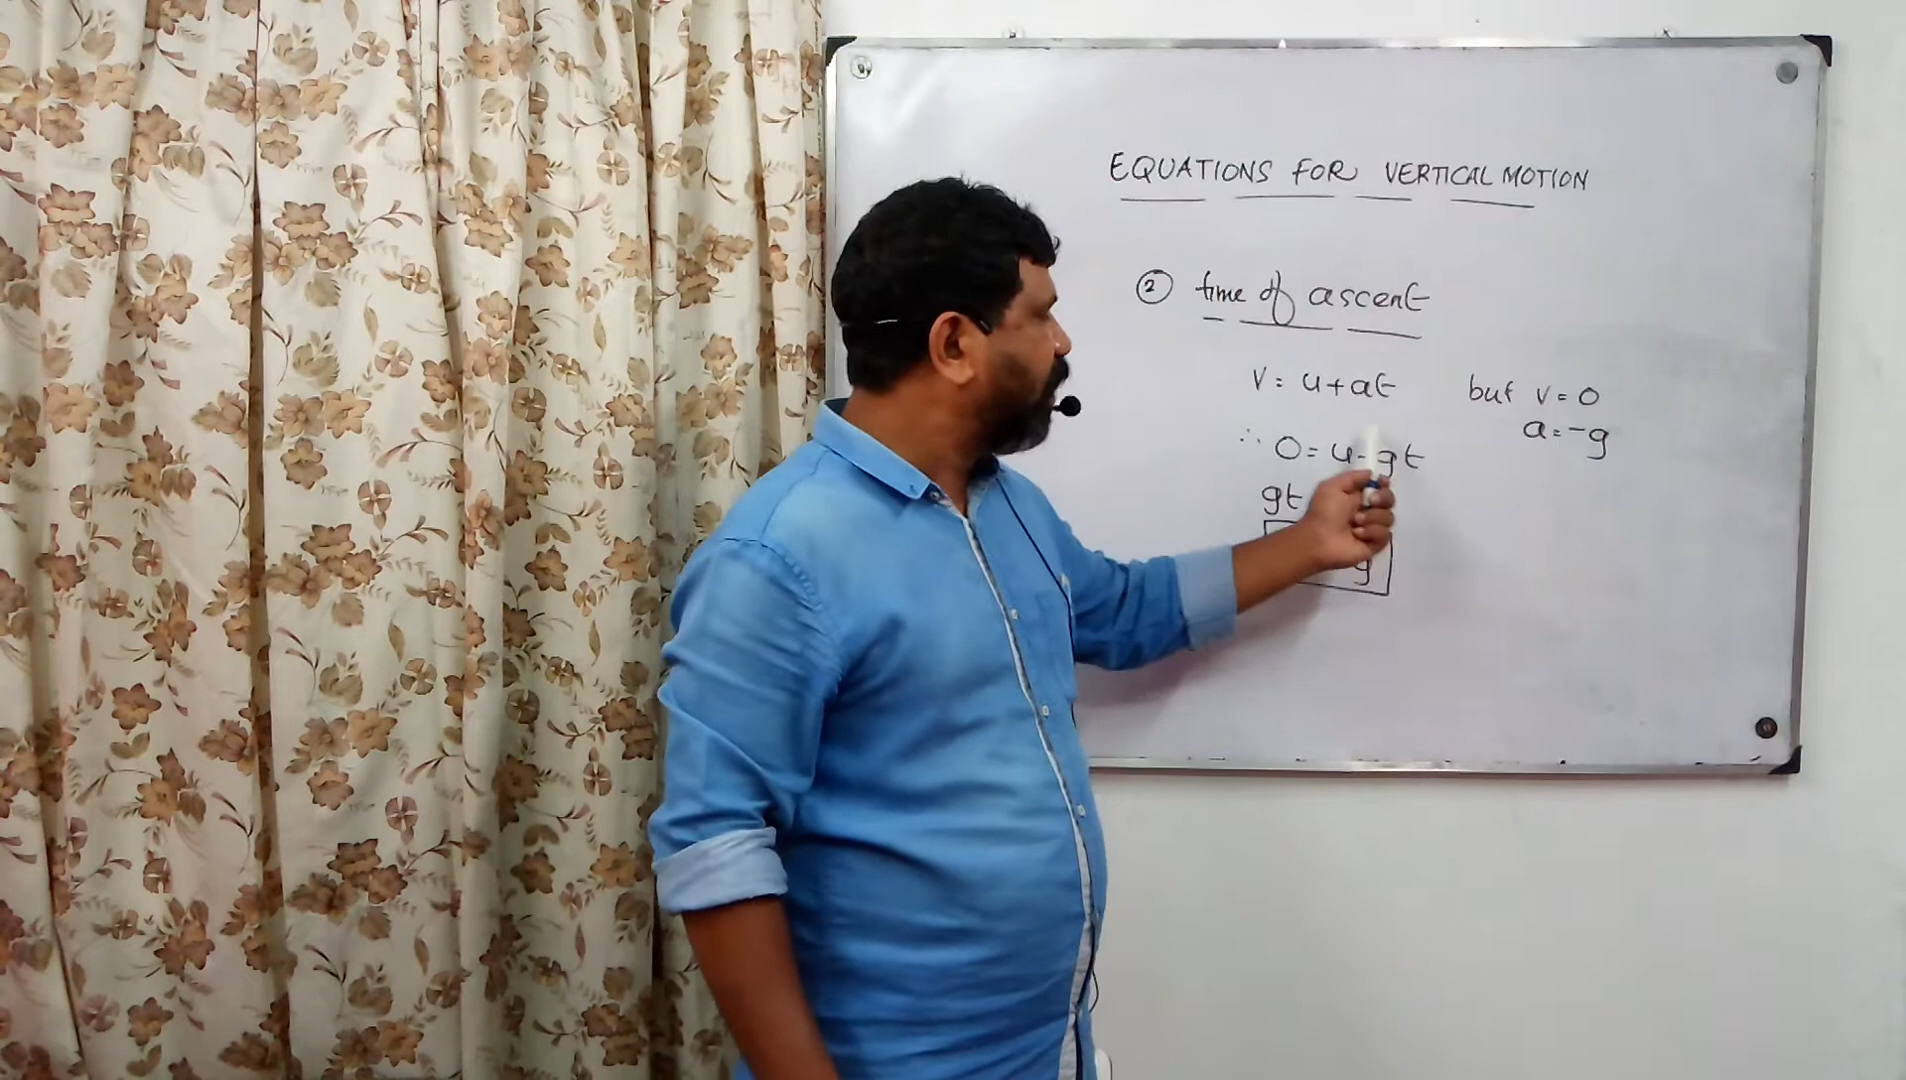 EQUATIONS FOR VERTICAL MOTION
② time of ascent
V = u + at but v = 0
a = -g
∴ 0 = u - gt
gt
g